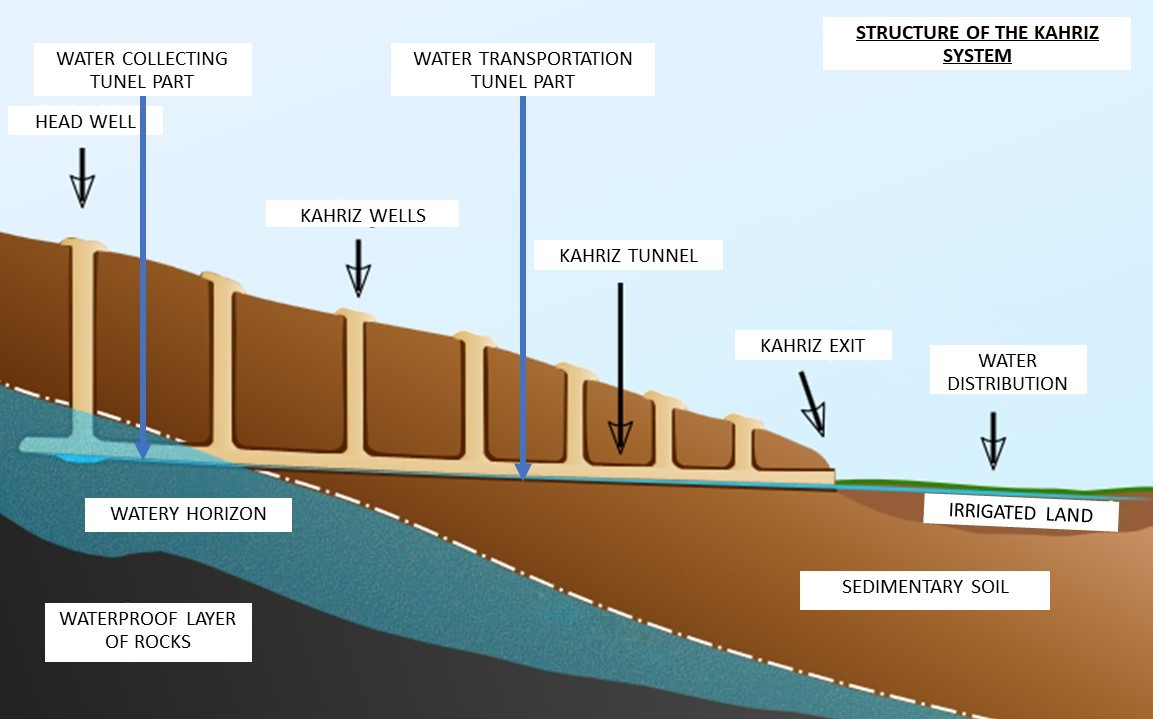 STRUCTURE OF THE KAHRIZ
SYSTEM
WATER COLLECTING
TUNEL PART
WATER TRANSPORTATION
TUNEL PART
HEAD WELL
KAHRIZ WELLS
KAHRIZ TUNNEL
KAHRIZ EXIT
WATER
DISTRIBUTION
WATERY HORIZON
IRRIGATED LAND
SEDIMENTARY SOIL
WATERPROOF LAYER
OF ROCKS